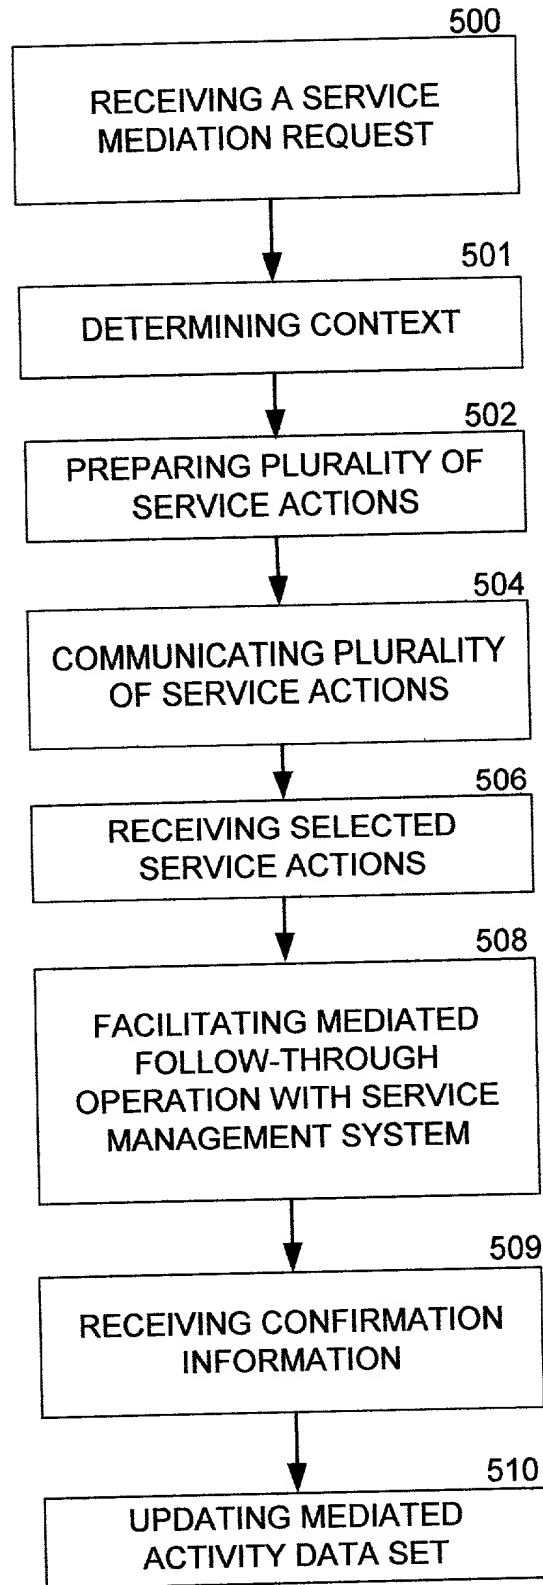 500
RECEIVING A SERVICE
MEDIATION REQUEST
501
DETERMINING CONTEXT
502
PREPARING PLURALITY OF
SERVICE ACTIONS
504
COMMUNICATING PLURALITY
OF SERVICE ACTIONS
506
RECEIVING SELECTED
SERVICE ACTIONS
508
FACILITATING MEDIATED
FOLLOW-THROUGH
OPERATION WITH SERVICE
MANAGEMENT SYSTEM
509
RECEIVING CONFIRMATION
INFORMATION
510
UPDATING MEDIATED
ACTIVITY DATA SET